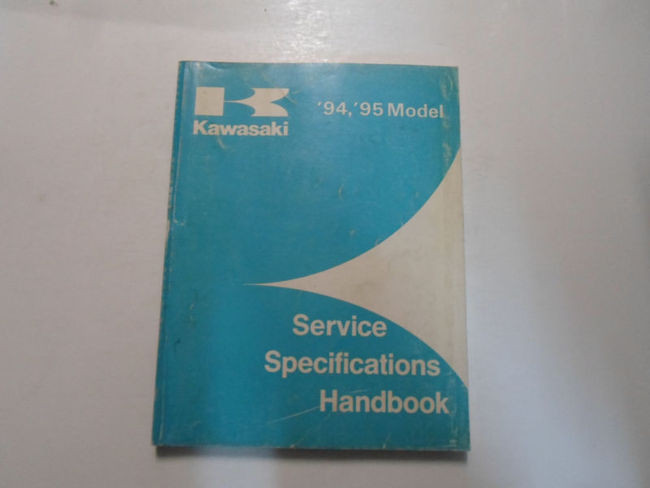 Kawasaki
'94,'95 Model
Service
Specifications
Handbook